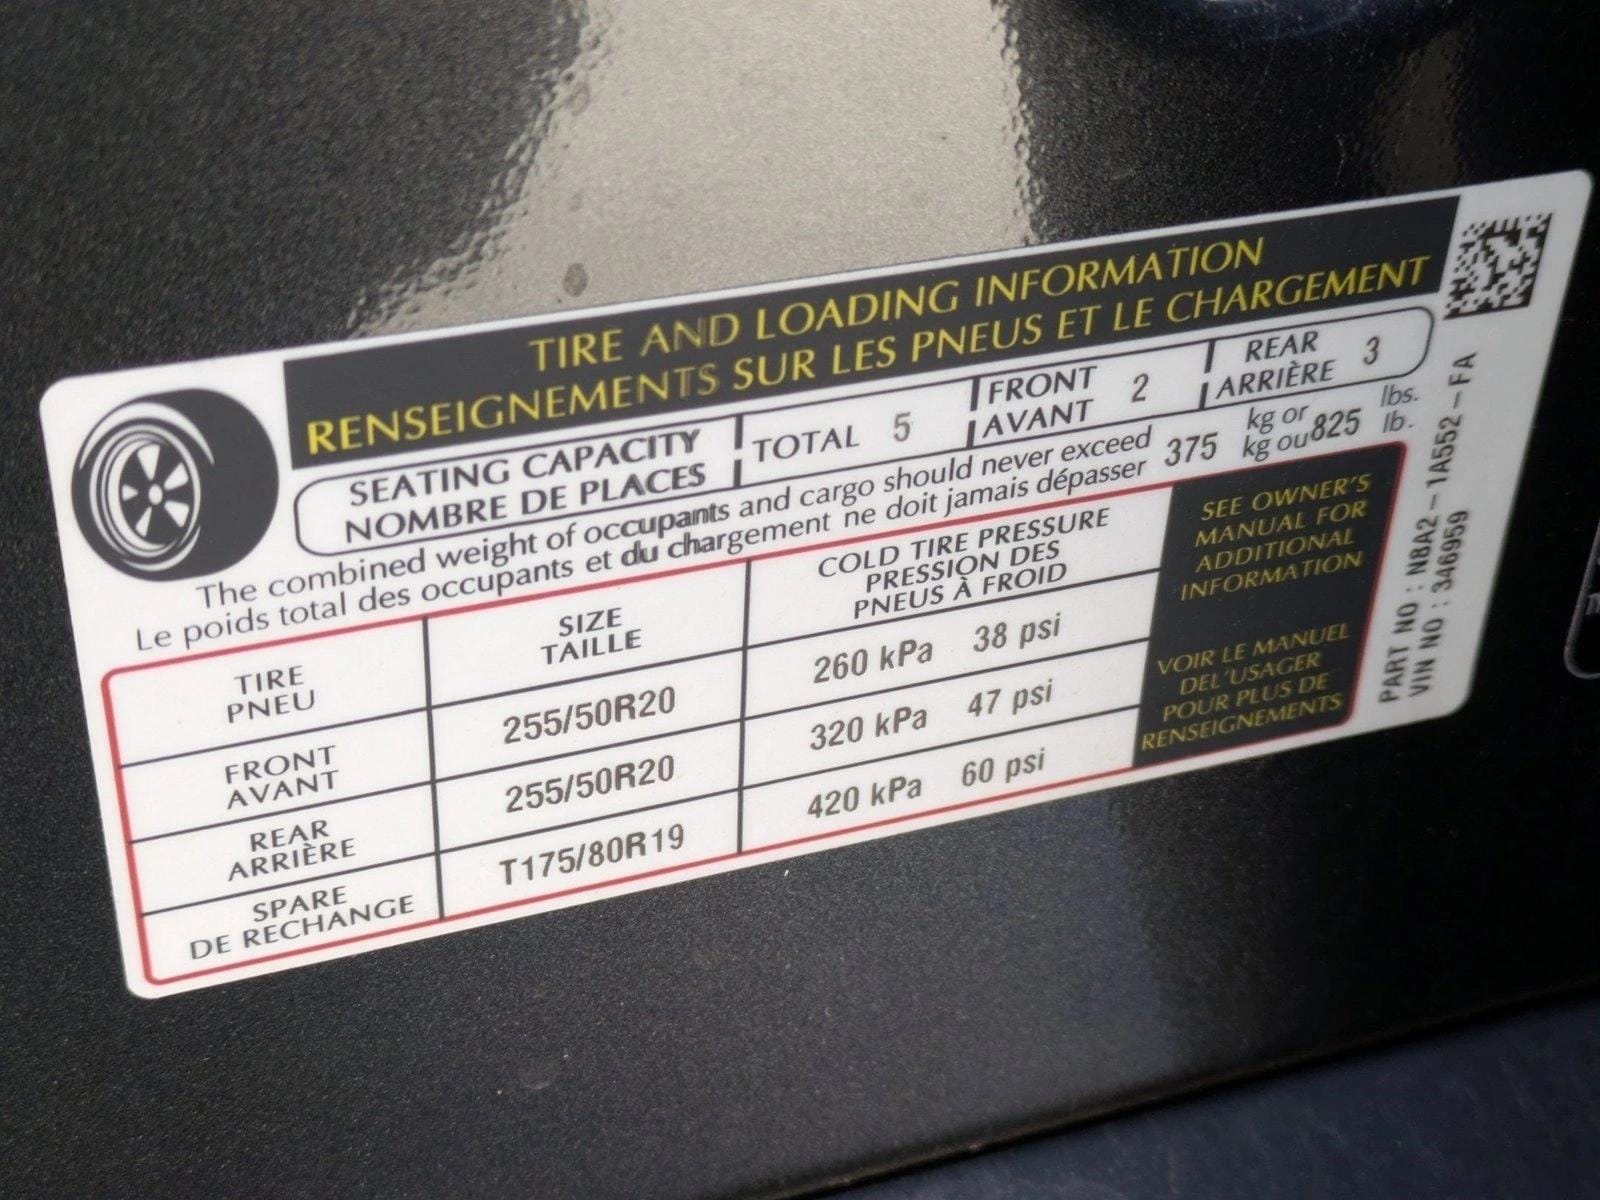 TIRE AND LOADING INFORMATION
RENSEIGNEMENTS SUR LES PNEUS ET LE CHARGEMENT
SEATING CAPACITY
NOMBRE DE PLACES
TOTAL 5
FRONT
AVANT
2
REAR
ARRIÈRE
3
The combined weight of occupants and cargo should never exceed
Le poids total des occupants et du chargement ne doit jamais dépasser
375
kg or
kg ou
825
lbs.
lb.
TIRE
PNEU
SIZE
TAILLE
COLD TIRE PRESSURE
PRESSION DES
PNEUS À FROID
FRONT
AVANT
255/50R20
260 kPa 38 psi
REAR
ARRIÈRE
255/50R20
320 kPa 47 psi
SPARE
DE RECHANGE
T175/80R19
420 kPa 60 psi
SEE OWNER'S
MANUAL FOR
ADDITIONAL
INFORMATION
VOIR LE MANUEL
DEL'USAGER
POUR PLUS DE
RENSEIGNEMENTS
PART NO : N8A2-1A552-FA
VIN NO : 346959